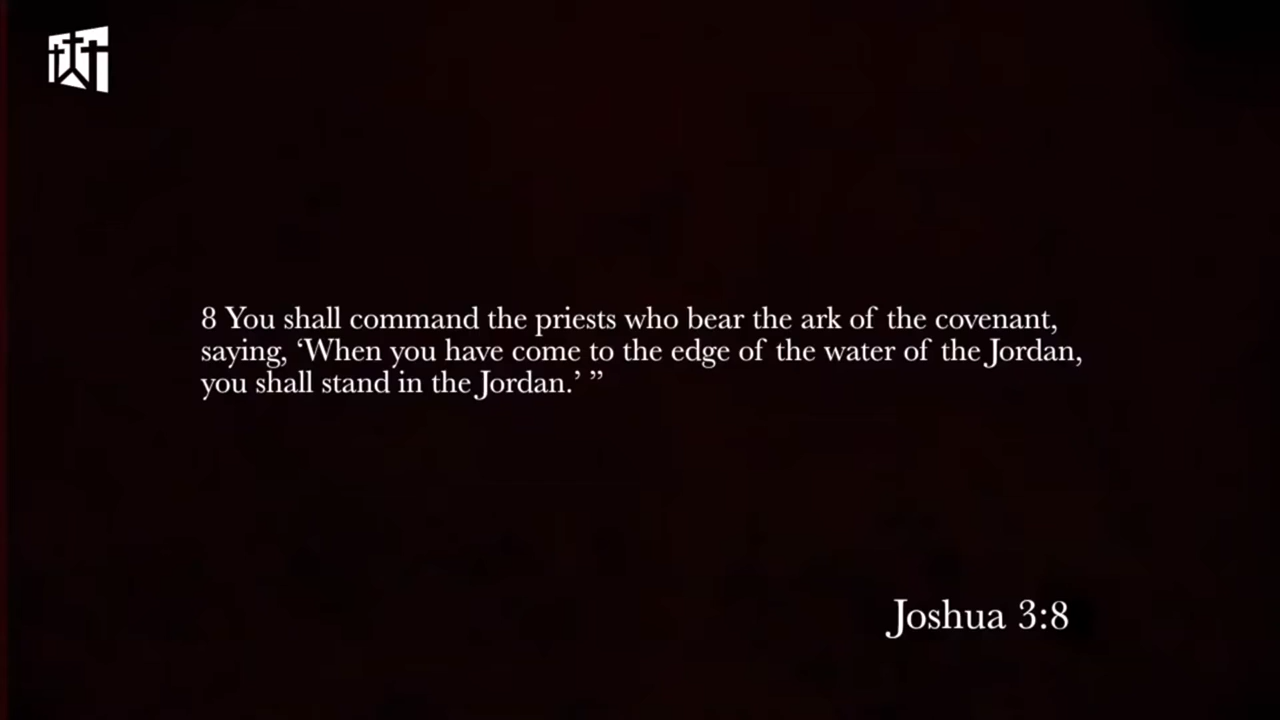 8 You shall command the priests who bear the ark of the covenant,
saying, ‘When you have come to the edge of the water of the Jordan,
you shall stand in the Jordan.’ ”
Joshua 3:8